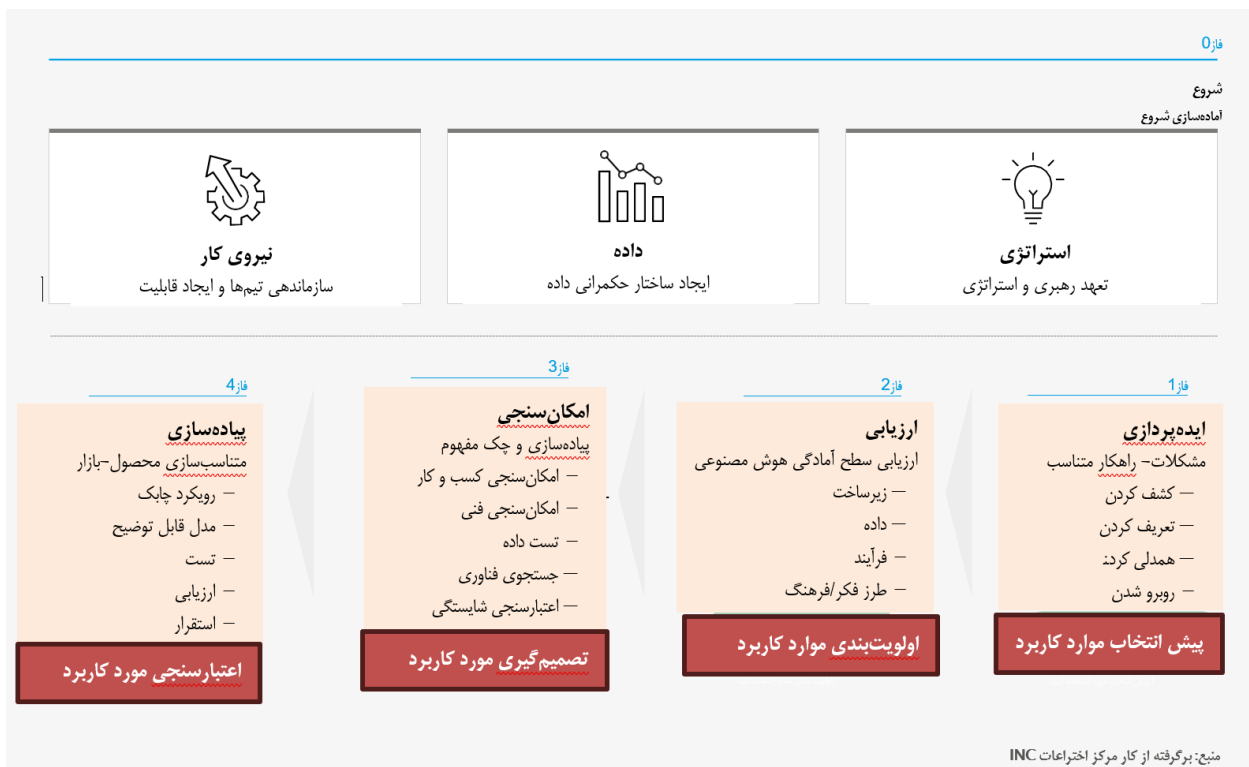 فاز0
شروع
آماده‌سازی شروع
استراتژی
تعهد رهبری و استراتژی
داده
ایجاد ساختار حکمرانی داده
نیروی کار
سازماندهی تیم‌ها و ایجاد قابلیت
فاز1
ایده‌پردازی
مشکلات- راهکار متناسب
– کشف کردن
– تعریف کردن
– همدلی کردن
– روبرو شدن
پیش انتخاب موارد کاربرد
فاز2
ارزیابی
ارزیابی سطح آمادگی هوش مصنوعی
– زیرساخت
– داده
– فرآیند
– طرز فکر/فرهنگ
اولویت‌بندی موارد کاربرد
فاز3
امکان‌سنجی
پیاده‌سازی و چک مفهوم
– امکان‌سنجی کسب و کار
– امکان‌سنجی فنی
– تست داده
– جستجوی فناوری
– اعتبارسنجی شایستگی
تصمیم‌گیری مورد کاربرد
فاز4
پیاده‌سازی
متناسب‌سازی محصول-بازار
– رویکرد چابک
– مدل قابل توضیح
– تست
– ارزیابی
– استقرار
اعتبارسنجی مورد کاربرد
منبع: برگرفته از کار مرکز اختراعات INC